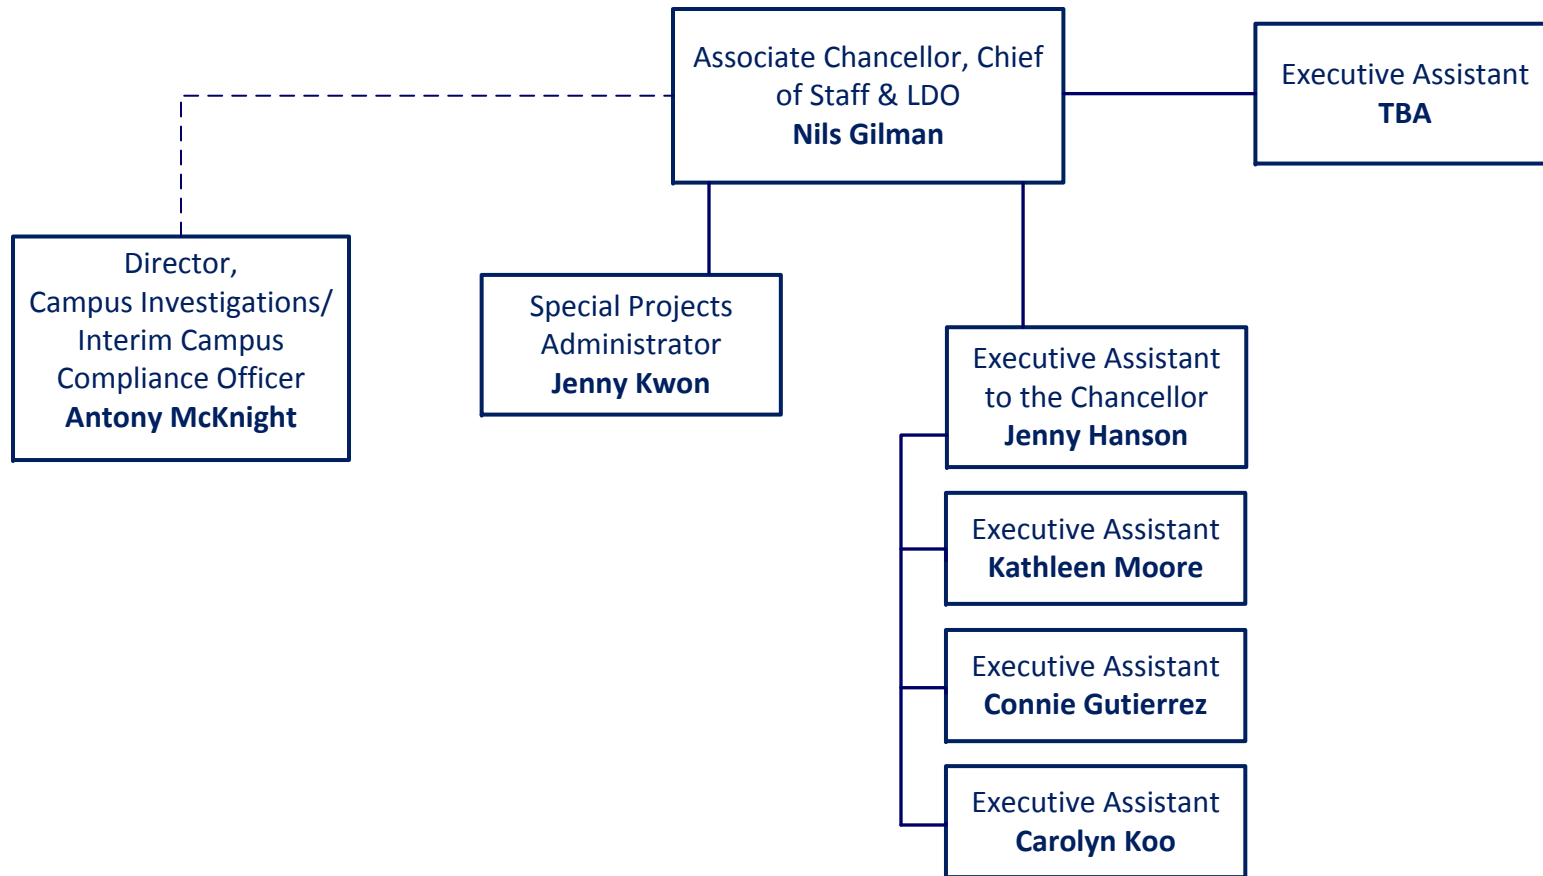 Associate Chancellor, Chief
of Staff & LDO
Nils Gilman
Executive Assistant
TBA
Director,
Campus Investigations/
Interim Campus
Compliance Officer
Antony McKnight
Special Projects
Administrator
Jenny Kwon
Executive Assistant
to the Chancellor
Jenny Hanson
Executive Assistant
Kathleen Moore
Executive Assistant
Connie Gutierrez
Executive Assistant
Carolyn Koo